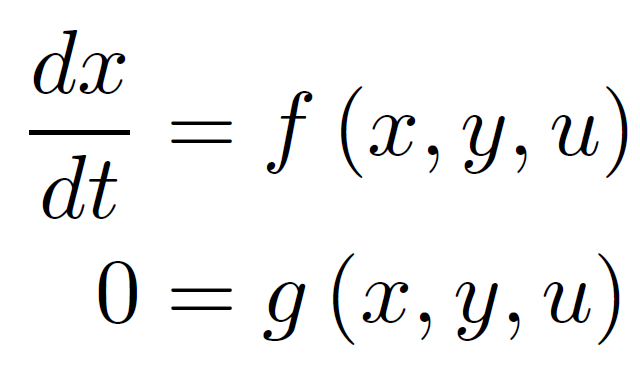 dx/dt = f (x, y, u)
0 = g (x, y, u)